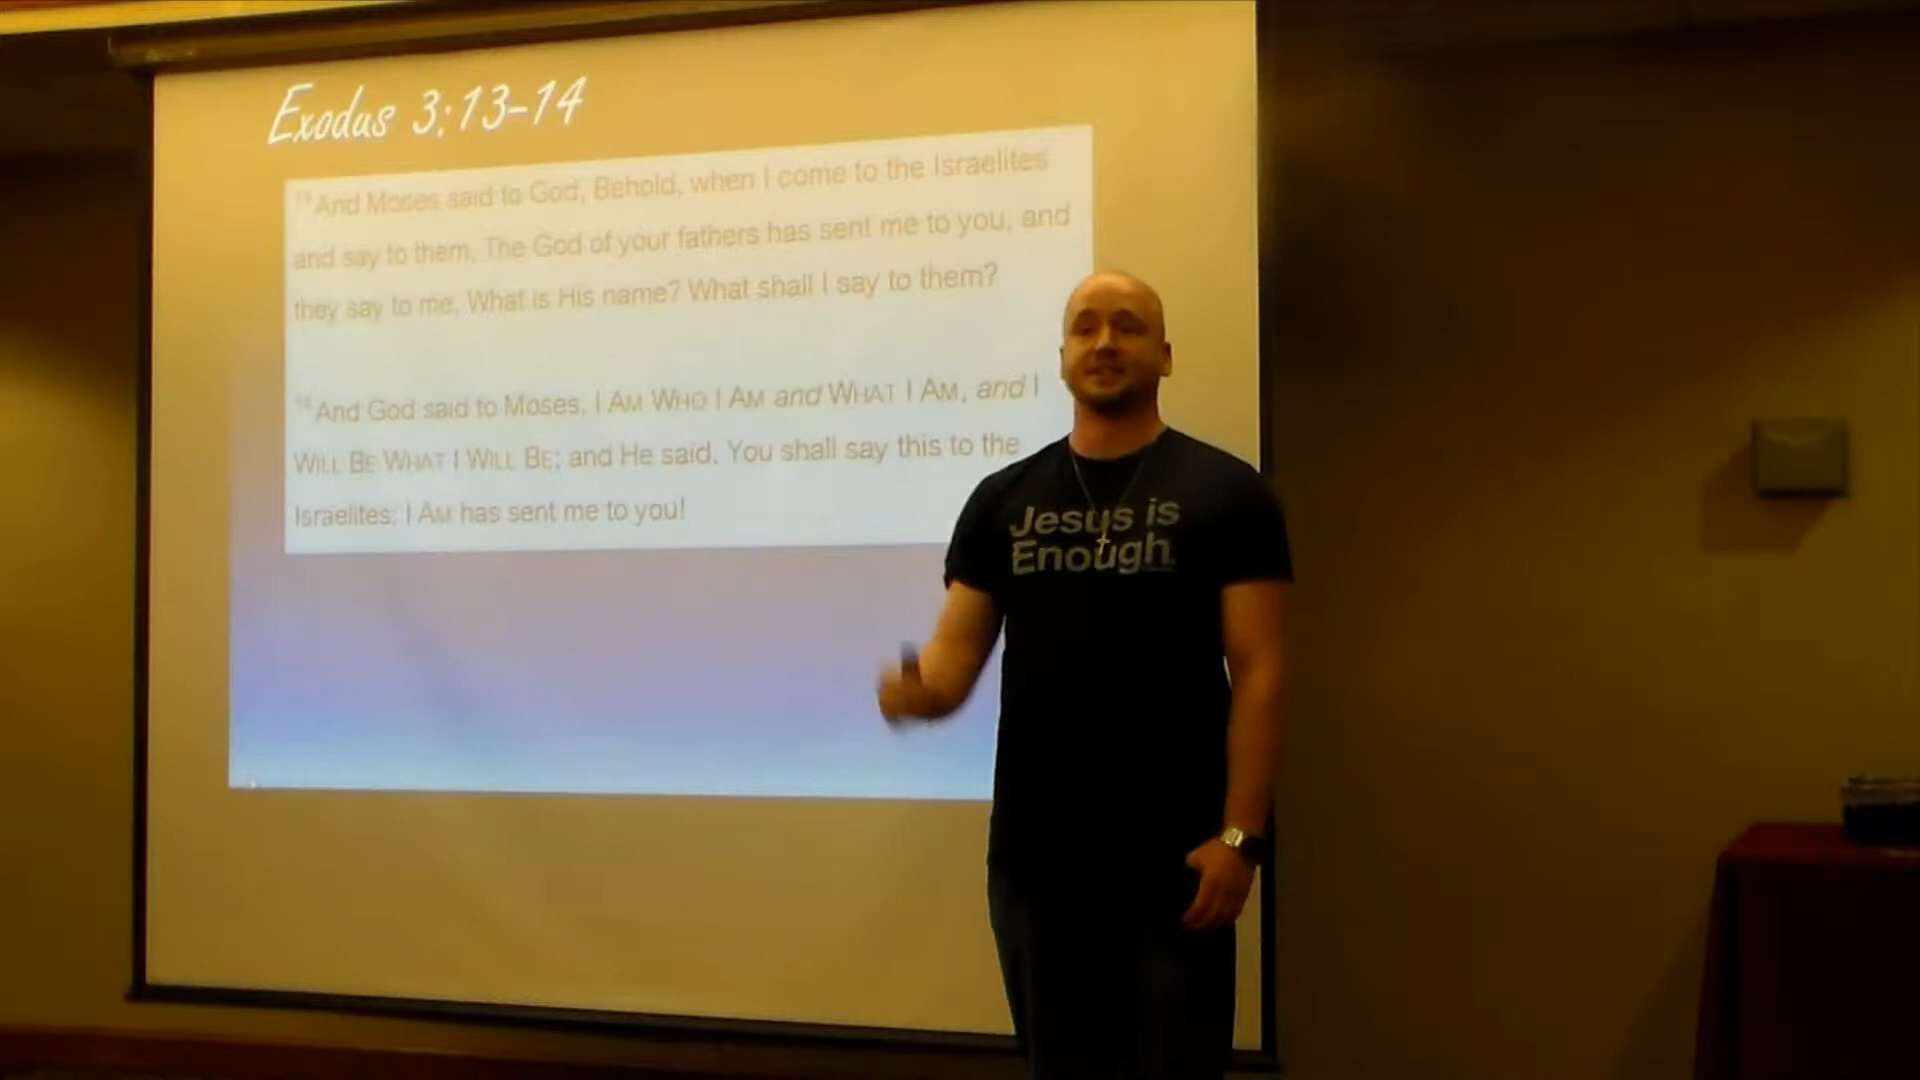 Exodus 3:13-14
13 And Moses said to God, Behold, when I come to the Israelites
and say to them, The God of your fathers has sent me to you, and
they say to me, What is His name? What shall I say to them?
14 And God said to Moses, I AM WHO I AM and WHAT I AM, and I
WILL BE WHAT I WILL BE; and He said, You shall say this to the
Israelites: I AM has sent me to you!
Jesus is
Enough.